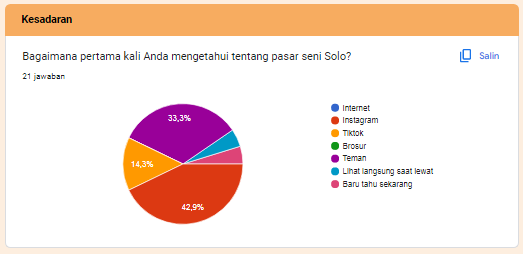 Kesadaran
Bagaimana pertama kali Anda mengetahui tentang pasar seni Solo?
Salin
21 jawaban
33,3%
14,3%
42,9%
Internet
Instagram
Tiktok
Brosur
Teman
Lihat langsung saat lewat
Baru tahu sekarang